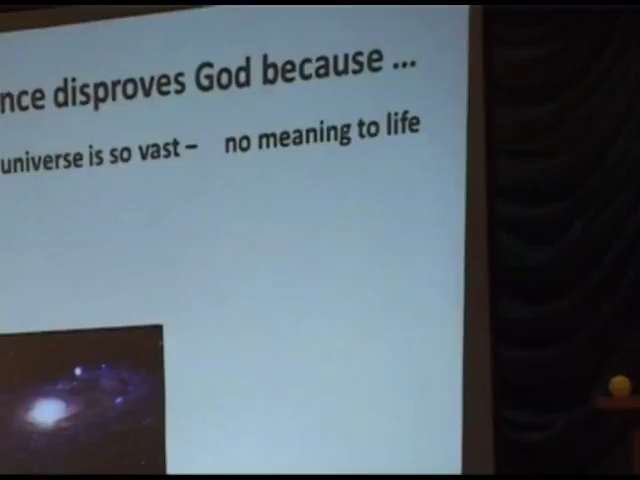 nce disproves God because ...
universe is so vast – no meaning to life